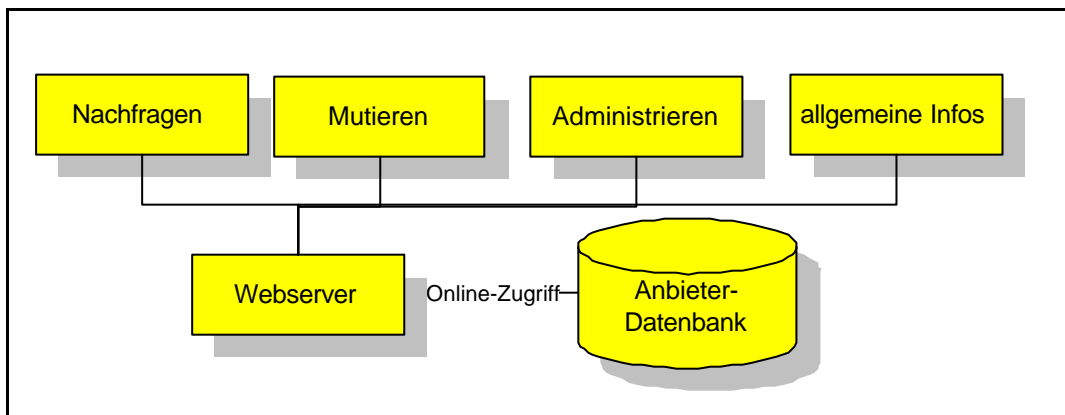 Nachfragen
Mutieren
Administrieren
allgemeine Infos
Webserver
Online-Zugriff
Anbieter-
Datenbank